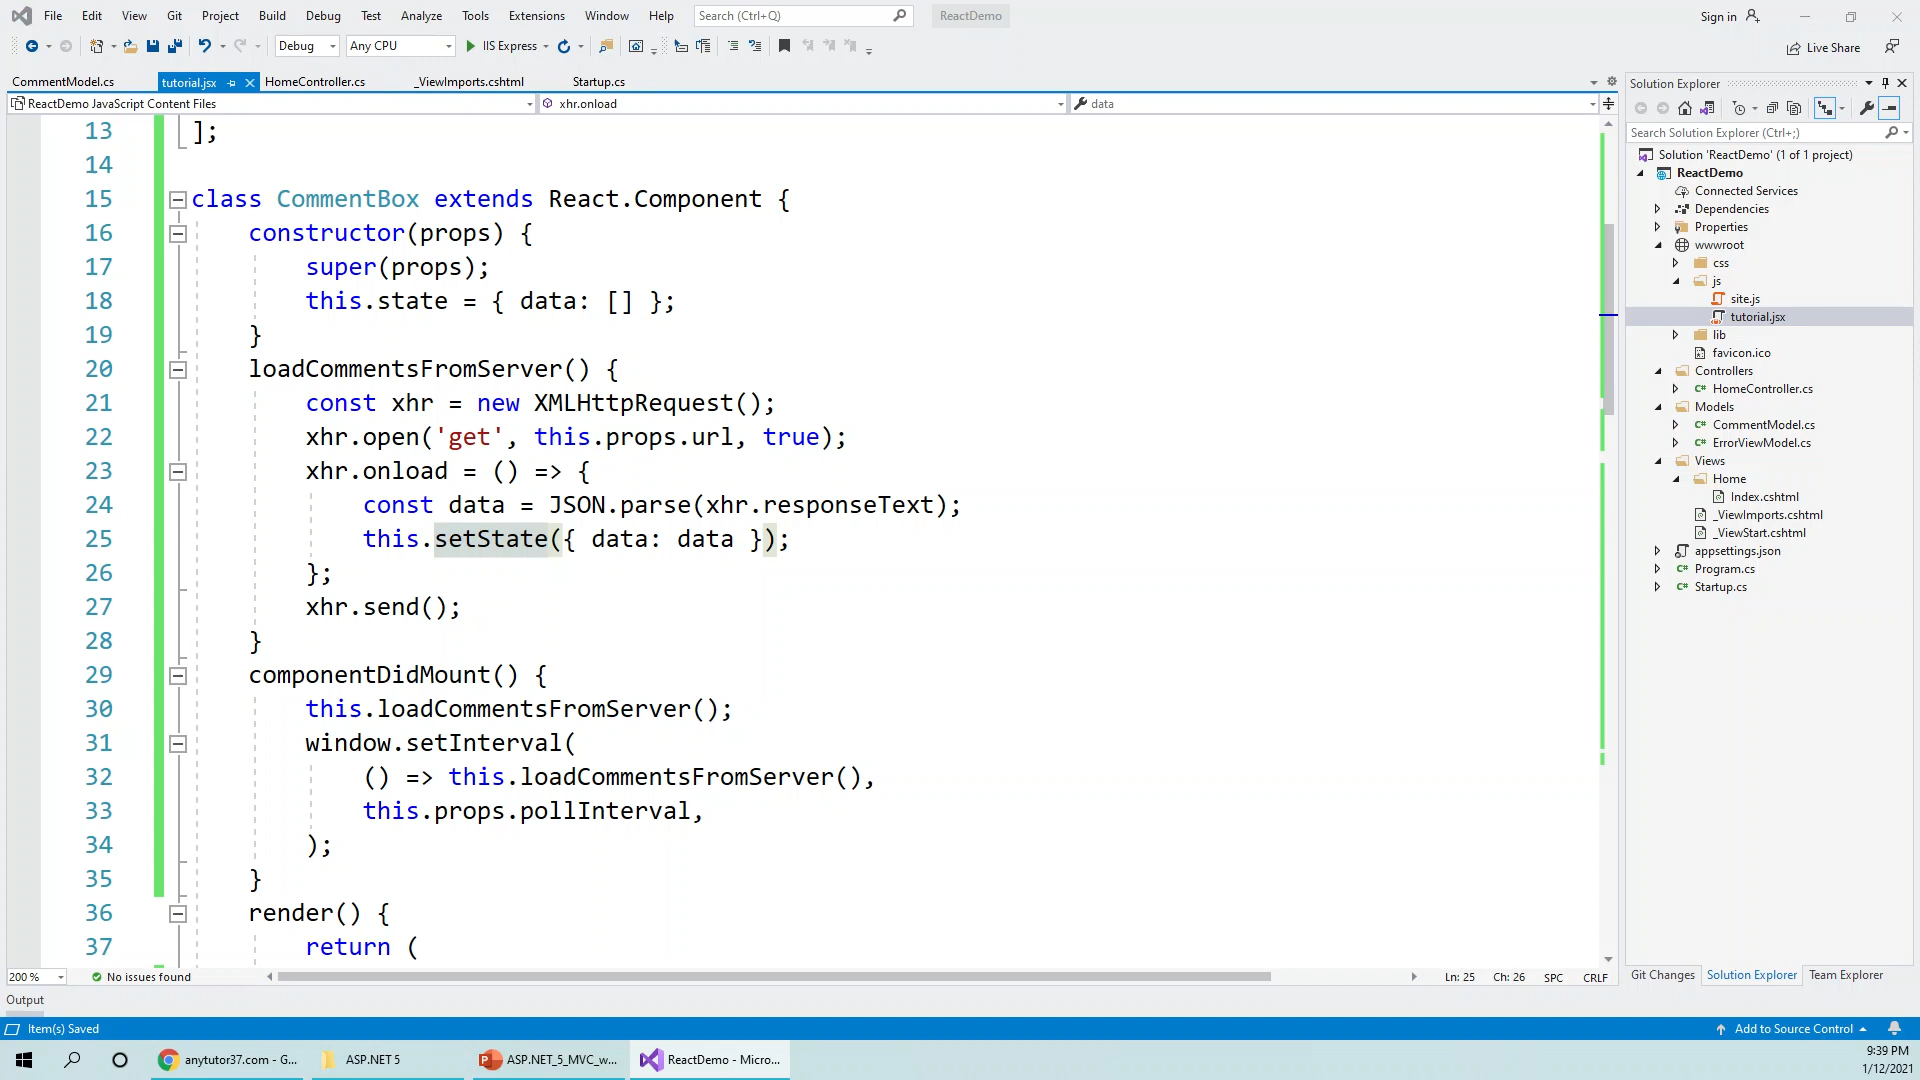 File Edit View Git Project Build Debug Test Analyze Tools Extensions Window Help Search (Ctrl+Q) ReactDemo Sign in
Debug Any CPU IIS Express Live Share
CommentModel.cs tutorial.jsx HomeController.cs _ViewImports.cshtml Startup.cs
ReactDemo JavaScript Content Files xhr.onload data
13 ];
14
15 class CommentBox extends React.Component {
16 constructor(props) {
17 super(props);
18 this.state = { data: [] };
19 }
20 loadCommentsFromServer() {
21 const xhr = new XMLHttpRequest();
22 xhr.open('get', this.props.url, true);
23 xhr.onload = () => {
24 const data = JSON.parse(xhr.responseText);
25 this.setState({ data: data });
26 };
27 xhr.send();
28 }
29 componentDidMount() {
30 this.loadCommentsFromServer();
31 window.setInterval(
32 () => this.loadCommentsFromServer(),
33 this.props.pollInterval,
34 );
35 }
36 render() {
37 return (
200 % No issues found Ln: 25 Ch: 26 SPC CRLF
Output
Solution Explorer
Search Solution Explorer (Ctrl+;)
Solution 'ReactDemo' (1 of 1 project)
ReactDemo
Connected Services
Dependencies
Properties
wwwroot
css
js
site.js
tutorial.jsx
lib
favicon.ico
Controllers
C# HomeController.cs
Models
C# CommentModel.cs
C# ErrorViewModel.cs
Views
Home
Index.cshtml
_ViewImports.cshtml
_ViewStart.cshtml
appsettings.json
C# Program.cs
C# Startup.cs
Git Changes Solution Explorer Team Explorer
Item(s) Saved Add to Source Control
anytutor37.com - G... ASP.NET 5 ASP.NET_5_MVC_w... ReactDemo - Micro...
9:39 PM
1/12/2021